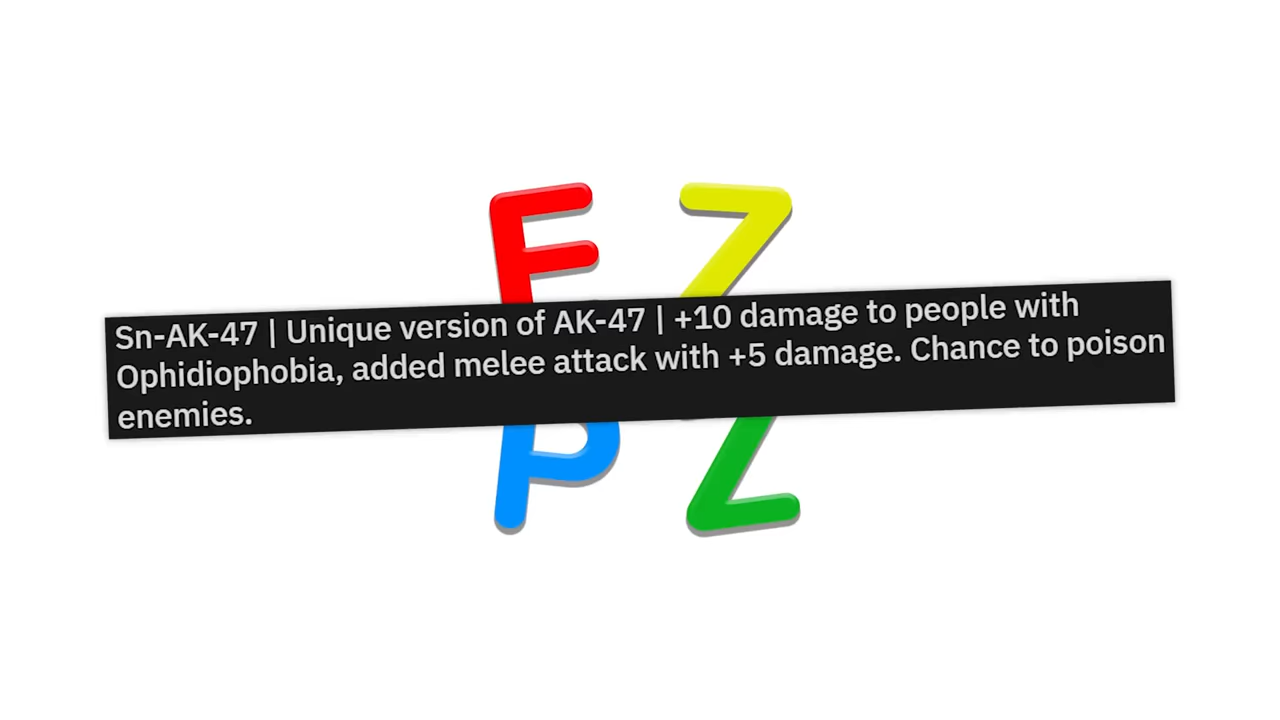 F Z
Sn-AK-47 | Unique version of AK-47 | +10 damage to people with
Ophidiophobia, added melee attack with +5 damage. Chance to poison
enemies.
P Z